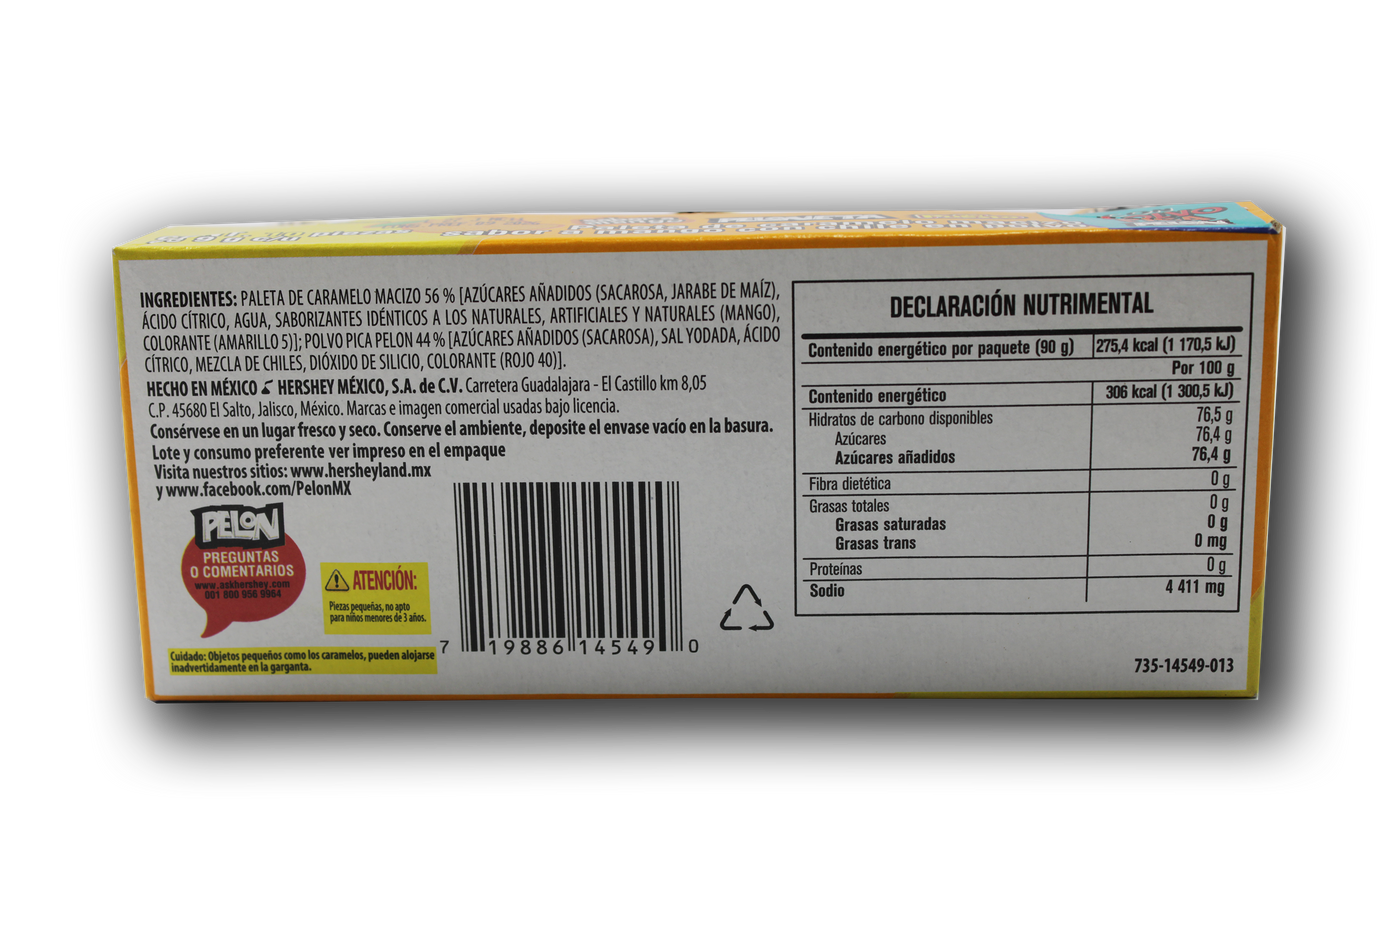 INGREDIENTES: PALETA DE CARAMELO MACIZO 56 % [AZÚCARES AÑADIDOS (SACAROSA, JARABE DE MAÍZ),
ÁCIDO CÍTRICO, AGUA, SABORIZANTES IDÉNTICOS A LOS NATURALES, ARTIFICIALES Y NATURALES (MANGO),
COLORANTE (AMARILLO 5)]; POLVO PICA PELON 44 % [AZÚCARES AÑADIDOS (SACAROSA), SAL YODADA, ÁCIDO
CÍTRICO, MEZCLA DE CHILES, DIÓXIDO DE SILICIO, COLORANTE (ROJO 40)].
HECHO EN MÉXICO HERSHEY MÉXICO, S.A. de C.V. Carretera Guadalajara - El Castillo km 8,05
C.P. 45680 El Salto, Jalisco, México. Marcas e imagen comercial usadas bajo licencia.
Consérvese en un lugar fresco y seco. Conserve el ambiente, deposite el envase vacío en la basura.
Lote y consumo preferente ver impreso en el empaque
Visita nuestros sitios: www.hersheyland.mx
y www.facebook.com/PelonMX
PELON
PREGUNTAS
O COMENTARIOS
www.askhershey.com
001 800 956 9964
ATENCIÓN:
Piezas pequeñas, no apto
para niños menores de 3 años.
Cuidado: Objetos pequeños como los caramelos, pueden alojarse
inadvertidamente en la garganta.
7 19886 14549 0
DECLARACIÓN NUTRIMENTAL
Contenido energético por paquete (90 g) 275,4 kcal (1 170,5 kJ)
Por 100 g
Contenido energético 306 kcal (1 300,5 kJ)
Hidratos de carbono disponibles 76,5 g
Azúcares 76,4 g
Azúcares añadidos 76,4 g
Fibra dietética 0 g
Grasas totales 0 g
Grasas saturadas 0 g
Grasas trans 0 mg
Proteínas 0 g
Sodio 4 411 mg
735-14549-013